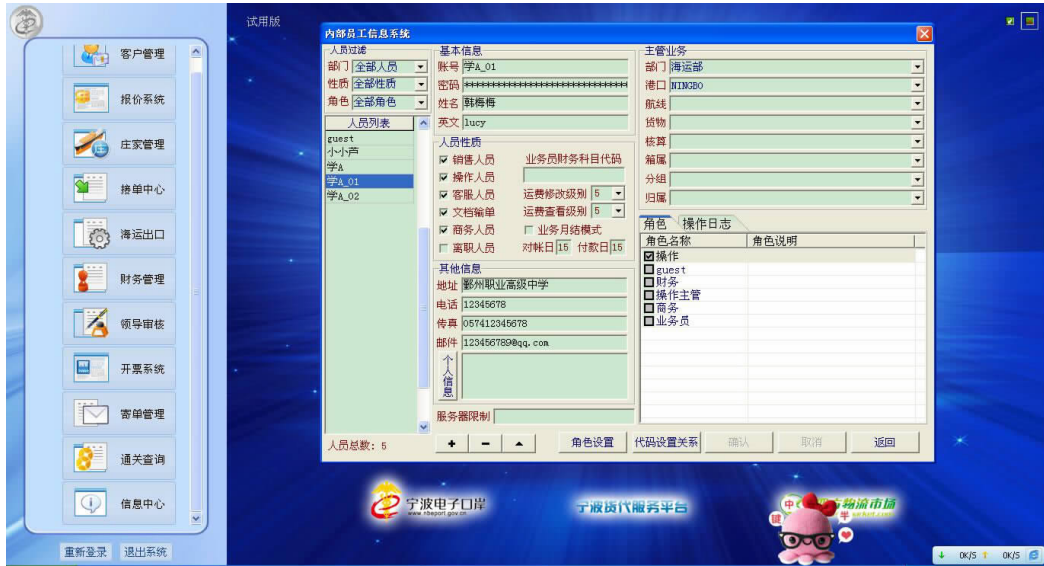 试用版
客户管理
报价系统
庄家管理
接单中心
海运出口
财务管理
领导审核
开票系统
寄单管理
通关查询
信息中心
重新登录 退出系统
内部员工信息系统
人员过滤
部门 全部人员
性质 全部性质
角色 全部角色
人员列表
guest
小小芦
学A
学A_01
学A_02
人员总数: 5
基本信息
账号 学A_01
密码 ******************************
姓名 韩梅梅
英文 lucy
人员性质
销售人员 业务员财务科目代码
操作人员
客服人员 运费修改级别 5
文档输单 运费查看级别 5
商务人员 业务月结模式
离职人员 对帐日 15 付款日 15
其他信息
地址 鄞州职业高级中学
电话 12345678
传真 057412345678
邮件 123456789@qq.com
个人信息
服务器限制
主管业务
部门 海运部
港口 NINGBO
航线
货物
核算
箱属
分组
归属
角色 操作日志
角色名称 角色说明
操作
guest
财务
操作主管
商务
业务员
+ - 角色设置 代码设置关系 确认 取消 返回
宁波电子口岸
www.nbeport.gov.cn
宁波货代服务平台
物流市场
中
键
半
0K/S 0K/S